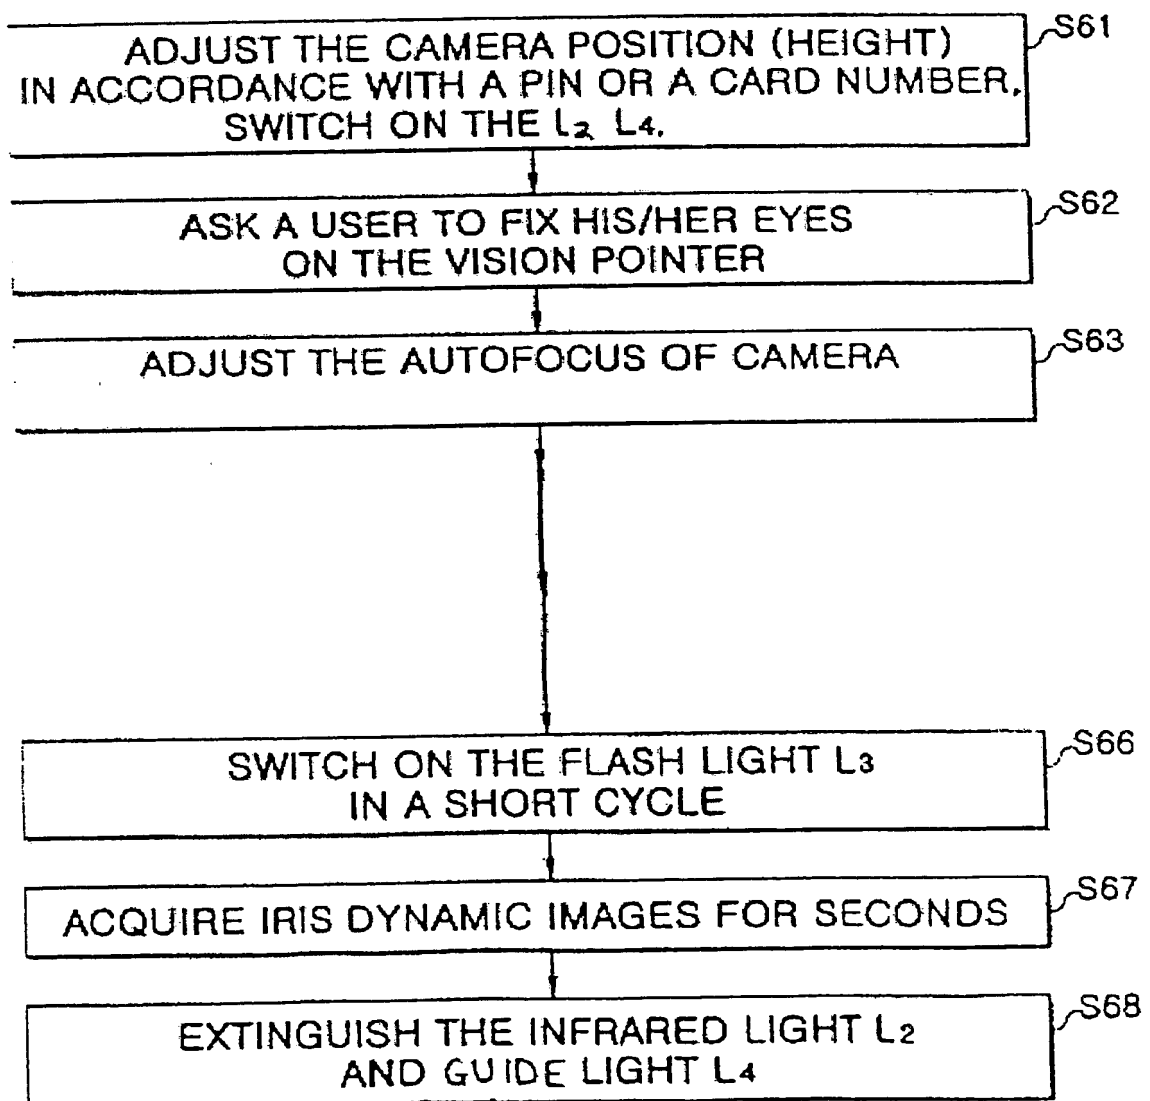 S61
ADJUST THE CAMERA POSITION (HEIGHT)
IN ACCORDANCE WITH A PIN OR A CARD NUMBER.
SWITCH ON THE L2 L4.
S62
ASK A USER TO FIX HIS/HER EYES
ON THE VISION POINTER
S63
ADJUST THE AUTOFOCUS OF CAMERA
S66
SWITCH ON THE FLASH LIGHT L3
IN A SHORT CYCLE
S67
ACQUIRE IRIS DYNAMIC IMAGES FOR SECONDS
S68
EXTINGUISH THE INFRARED LIGHT L2
AND GUIDE LIGHT L4